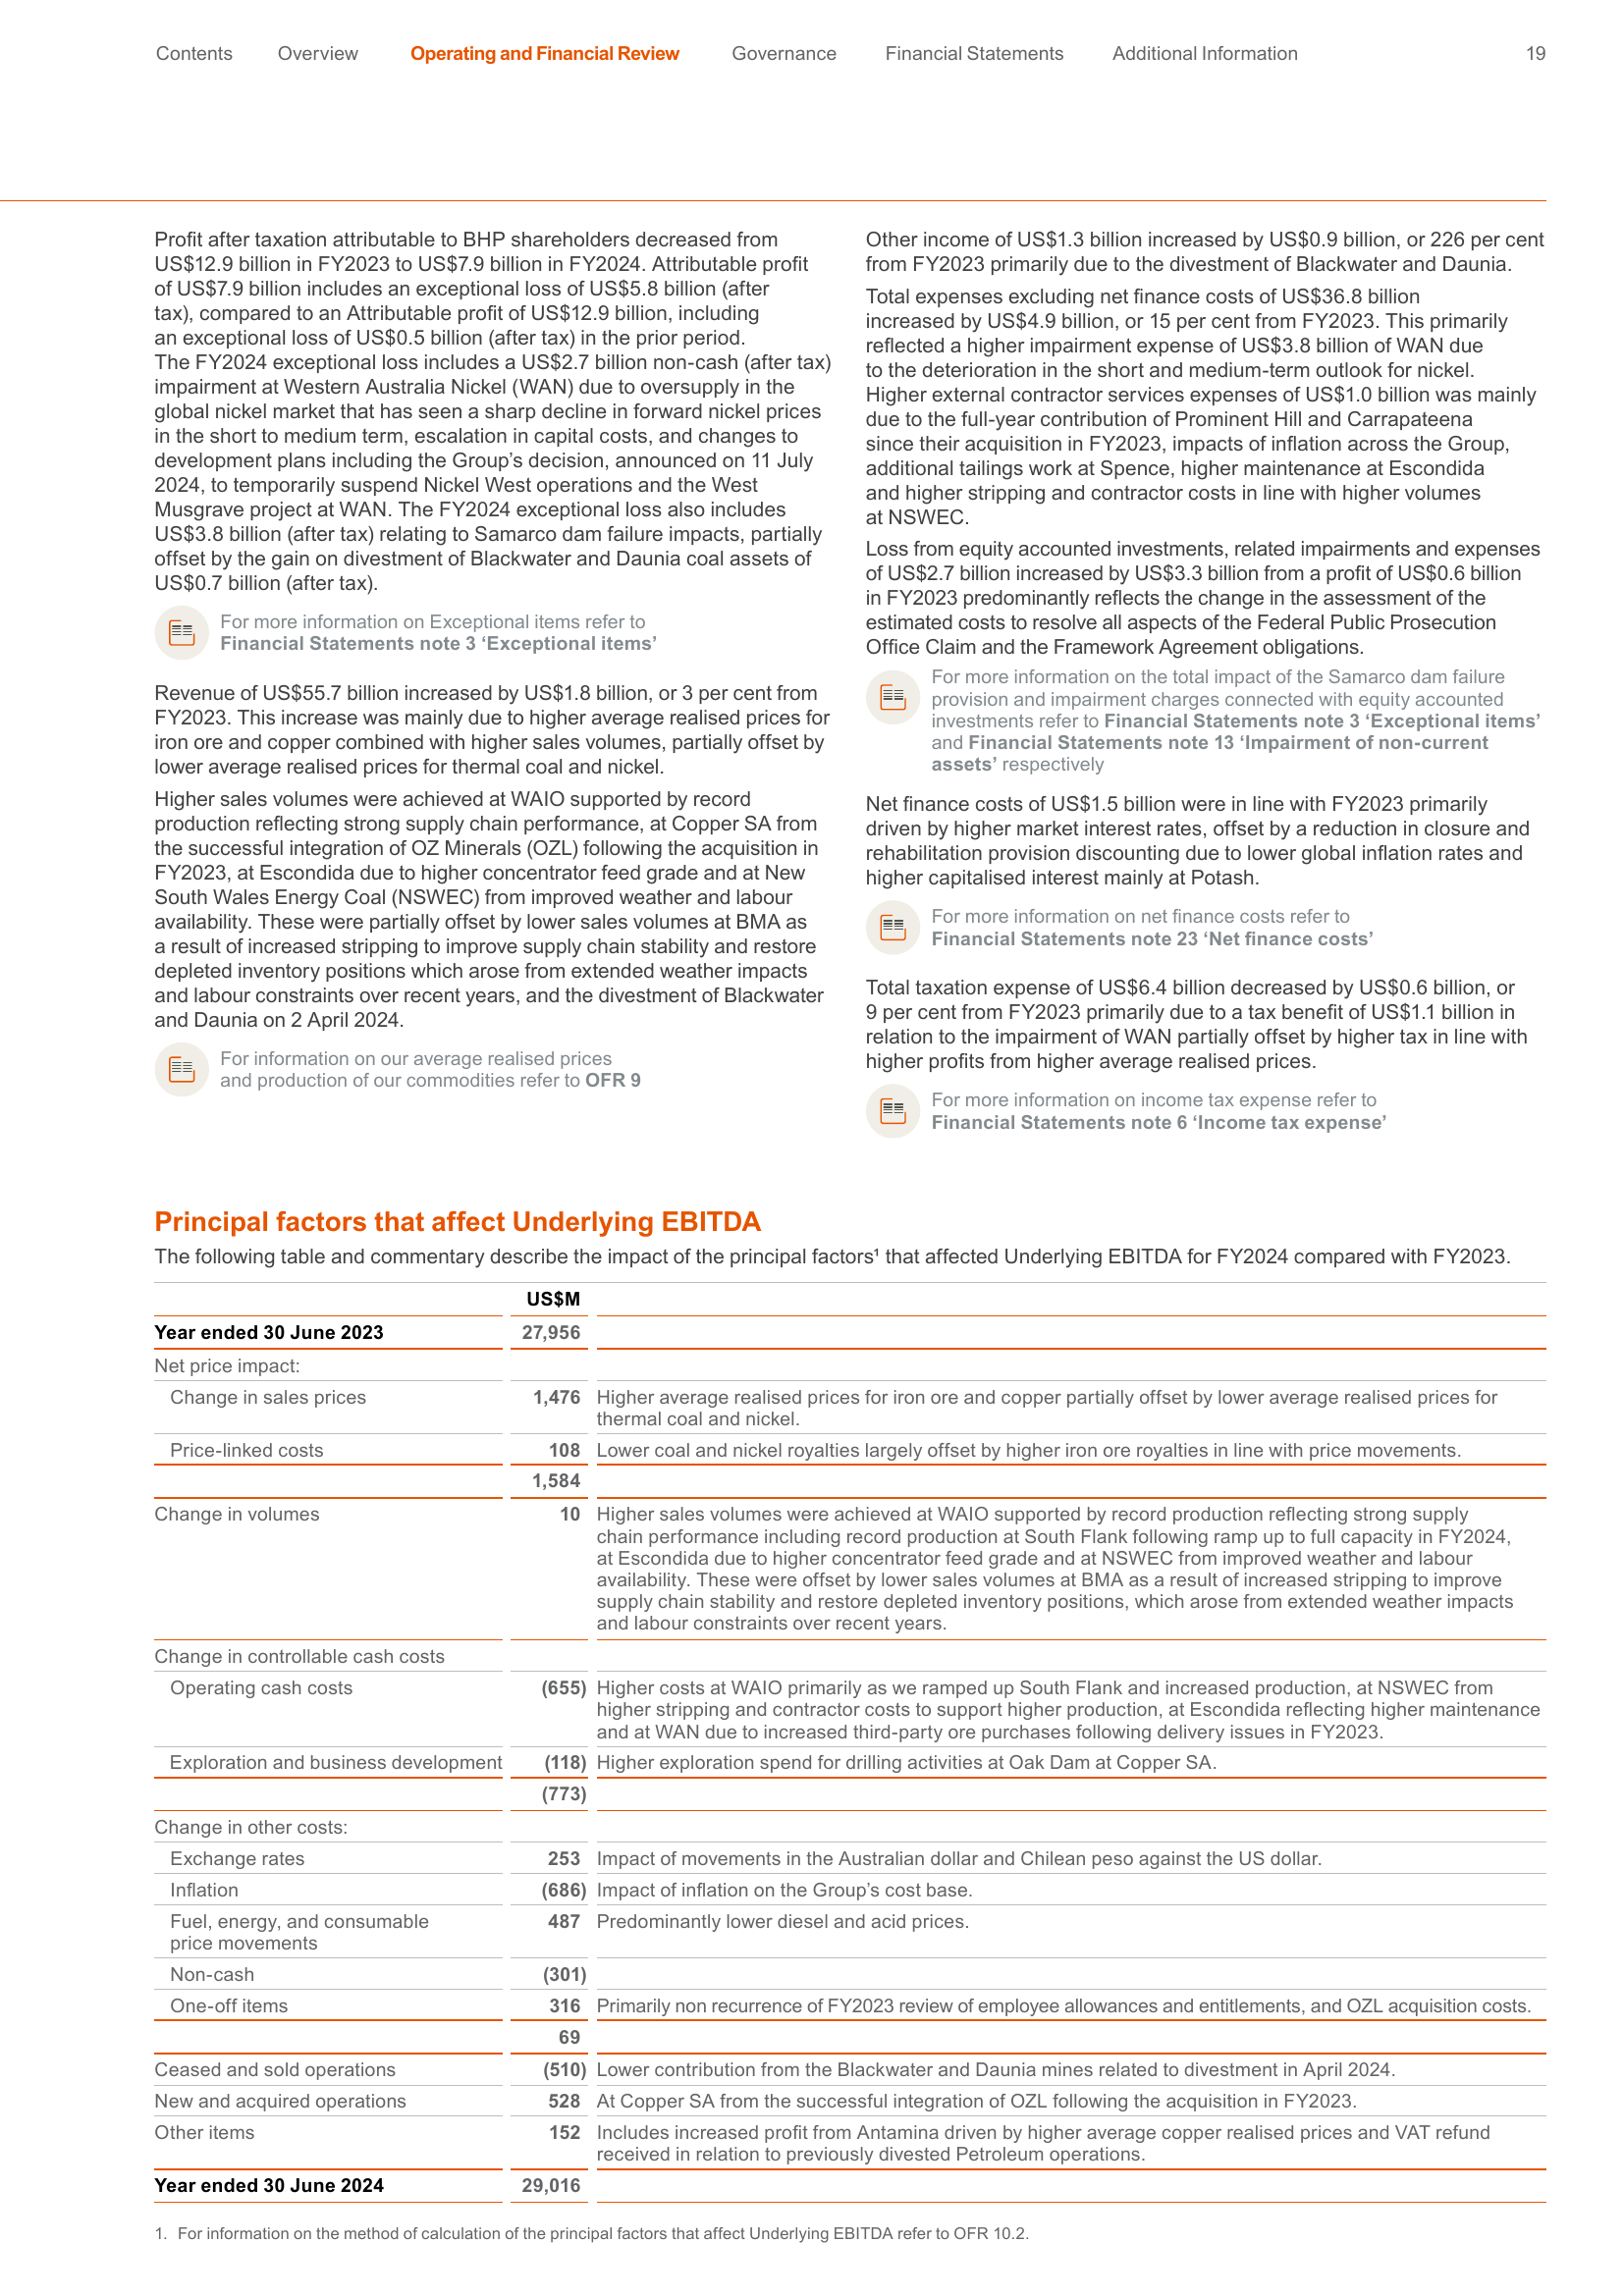 Contents Overview Operating and Financial Review Governance Financial Statements Additional Information 19
Profit after taxation attributable to BHP shareholders decreased from
US$12.9 billion in FY2023 to US$7.9 billion in FY2024. Attributable profit
of US$7.9 billion includes an exceptional loss of US$5.8 billion (after
tax), compared to an Attributable profit of US$12.9 billion, including
an exceptional loss of US$0.5 billion (after tax) in the prior period.
The FY2024 exceptional loss includes a US$2.7 billion non-cash (after tax)
impairment at Western Australia Nickel (WAN) due to oversupply in the
global nickel market that has seen a sharp decline in forward nickel prices
in the short to medium term, escalation in capital costs, and changes to
development plans including the Group’s decision, announced on 11 July
2024, to temporarily suspend Nickel West operations and the West
Musgrave project at WAN. The FY2024 exceptional loss also includes
US$3.8 billion (after tax) relating to Samarco dam failure impacts, partially
offset by the gain on divestment of Blackwater and Daunia coal assets of
US$0.7 billion (after tax).
For more information on Exceptional items refer to
Financial Statements note 3 ‘Exceptional items’
Revenue of US$55.7 billion increased by US$1.8 billion, or 3 per cent from
FY2023. This increase was mainly due to higher average realised prices for
iron ore and copper combined with higher sales volumes, partially offset by
lower average realised prices for thermal coal and nickel.
Higher sales volumes were achieved at WAIO supported by record
production reflecting strong supply chain performance, at Copper SA from
the successful integration of OZ Minerals (OZL) following the acquisition in
FY2023, at Escondida due to higher concentrator feed grade and at New
South Wales Energy Coal (NSWEC) from improved weather and labour
availability. These were partially offset by lower sales volumes at BMA as
a result of increased stripping to improve supply chain stability and restore
depleted inventory positions which arose from extended weather impacts
and labour constraints over recent years, and the divestment of Blackwater
and Daunia on 2 April 2024.
For information on our average realised prices
and production of our commodities refer to OFR 9
Other income of US$1.3 billion increased by US$0.9 billion, or 226 per cent
from FY2023 primarily due to the divestment of Blackwater and Daunia.
Total expenses excluding net finance costs of US$36.8 billion
increased by US$4.9 billion, or 15 per cent from FY2023. This primarily
reflected a higher impairment expense of US$3.8 billion of WAN due
to the deterioration in the short and medium-term outlook for nickel.
Higher external contractor services expenses of US$1.0 billion was mainly
due to the full-year contribution of Prominent Hill and Carrapateena
since their acquisition in FY2023, impacts of inflation across the Group,
additional tailings work at Spence, higher maintenance at Escondida
and higher stripping and contractor costs in line with higher volumes
at NSWEC.
Loss from equity accounted investments, related impairments and expenses
of US$2.7 billion increased by US$3.3 billion from a profit of US$0.6 billion
in FY2023 predominantly reflects the change in the assessment of the
estimated costs to resolve all aspects of the Federal Public Prosecution
Office Claim and the Framework Agreement obligations.
For more information on the total impact of the Samarco dam failure
provision and impairment charges connected with equity accounted
investments refer to Financial Statements note 3 ‘Exceptional items’
and Financial Statements note 13 ‘Impairment of non-current
assets’ respectively
Net finance costs of US$1.5 billion were in line with FY2023 primarily
driven by higher market interest rates, offset by a reduction in closure and
rehabilitation provision discounting due to lower global inflation rates and
higher capitalised interest mainly at Potash.
For more information on net finance costs refer to
Financial Statements note 23 ‘Net finance costs’
Total taxation expense of US$6.4 billion decreased by US$0.6 billion, or
9 per cent from FY2023 primarily due to a tax benefit of US$1.1 billion in
relation to the impairment of WAN partially offset by higher tax in line with
higher profits from higher average realised prices.
For more information on income tax expense refer to
Financial Statements note 6 ‘Income tax expense’
Principal factors that affect Underlying EBITDA
The following table and commentary describe the impact of the principal factors¹ that affected Underlying EBITDA for FY2024 compared with FY2023.
US$M
Year ended 30 June 2023 27,956
Net price impact:
Change in sales prices 1,476 Higher average realised prices for iron ore and copper partially offset by lower average realised prices for
thermal coal and nickel.
Price-linked costs 108 Lower coal and nickel royalties largely offset by higher iron ore royalties in line with price movements.
1,584
Change in volumes 10 Higher sales volumes were achieved at WAIO supported by record production reflecting strong supply
chain performance including record production at South Flank following ramp up to full capacity in FY2024,
at Escondida due to higher concentrator feed grade and at NSWEC from improved weather and labour
availability. These were offset by lower sales volumes at BMA as a result of increased stripping to improve
supply chain stability and restore depleted inventory positions, which arose from extended weather impacts
and labour constraints over recent years.
Change in controllable cash costs
Operating cash costs (655) Higher costs at WAIO primarily as we ramped up South Flank and increased production, at NSWEC from
higher stripping and contractor costs to support higher production, at Escondida reflecting higher maintenance
and at WAN due to increased third-party ore purchases following delivery issues in FY2023.
Exploration and business development (118) Higher exploration spend for drilling activities at Oak Dam at Copper SA.
(773)
Change in other costs:
Exchange rates 253 Impact of movements in the Australian dollar and Chilean peso against the US dollar.
Inflation (686) Impact of inflation on the Group’s cost base.
Fuel, energy, and consumable 487 Predominantly lower diesel and acid prices.
price movements
Non-cash (301)
One-off items 316 Primarily non recurrence of FY2023 review of employee allowances and entitlements, and OZL acquisition costs.
69
Ceased and sold operations (510) Lower contribution from the Blackwater and Daunia mines related to divestment in April 2024.
New and acquired operations 528 At Copper SA from the successful integration of OZL following the acquisition in FY2023.
Other items 152 Includes increased profit from Antamina driven by higher average copper realised prices and VAT refund
received in relation to previously divested Petroleum operations.
Year ended 30 June 2024 29,016
1. For information on the method of calculation of the principal factors that affect Underlying EBITDA refer to OFR 10.2.